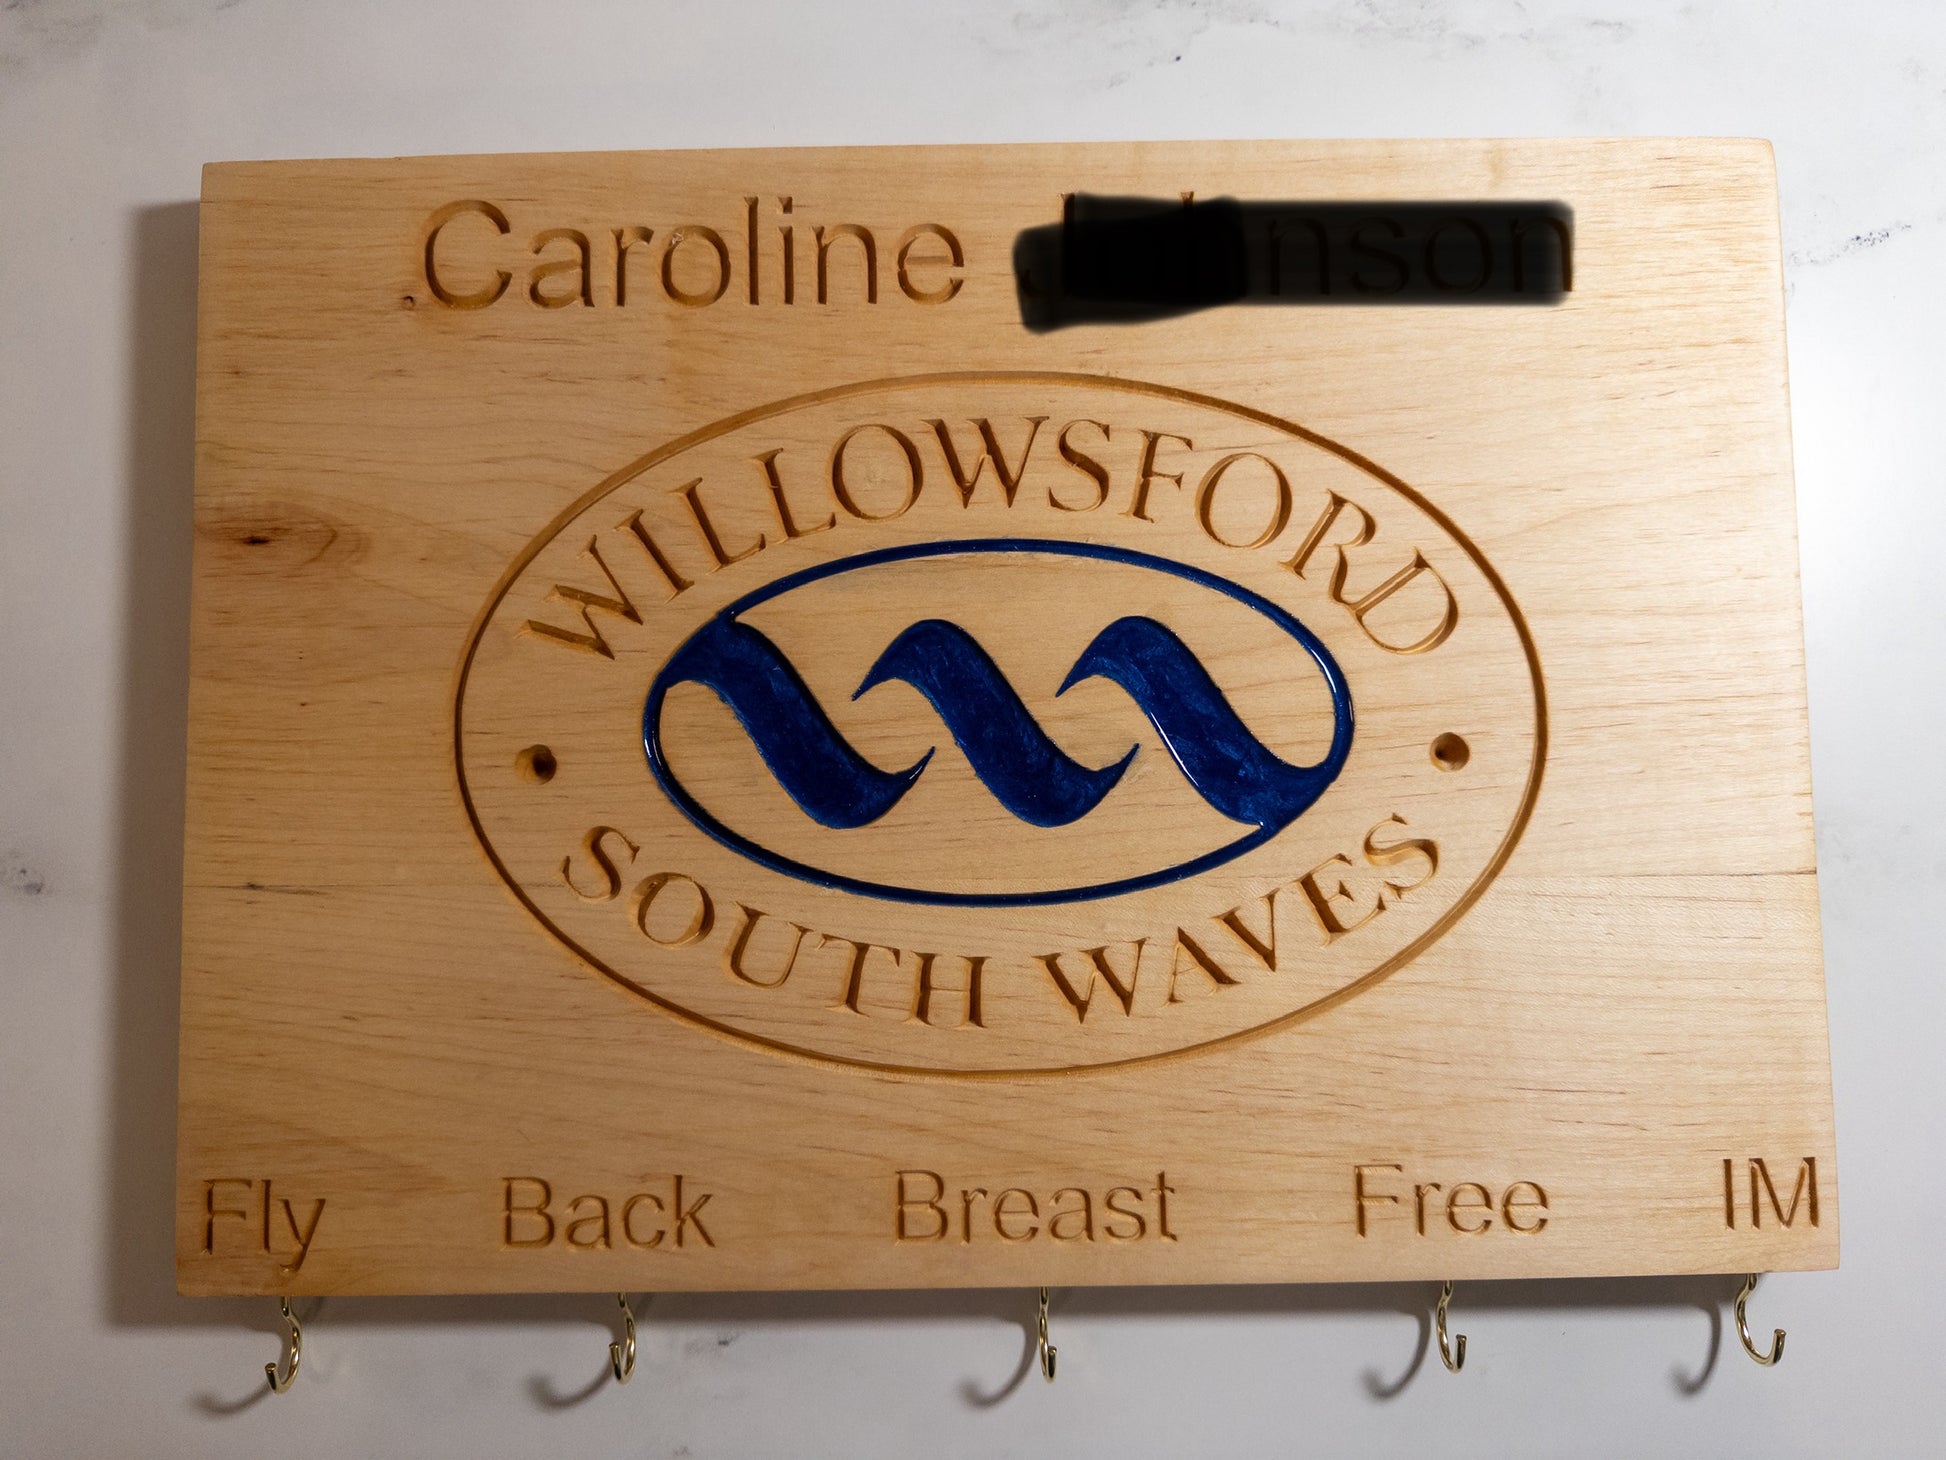 Caroline
WILLOWSFORD
SOUTH WAVES
Fly Back Breast Free IM